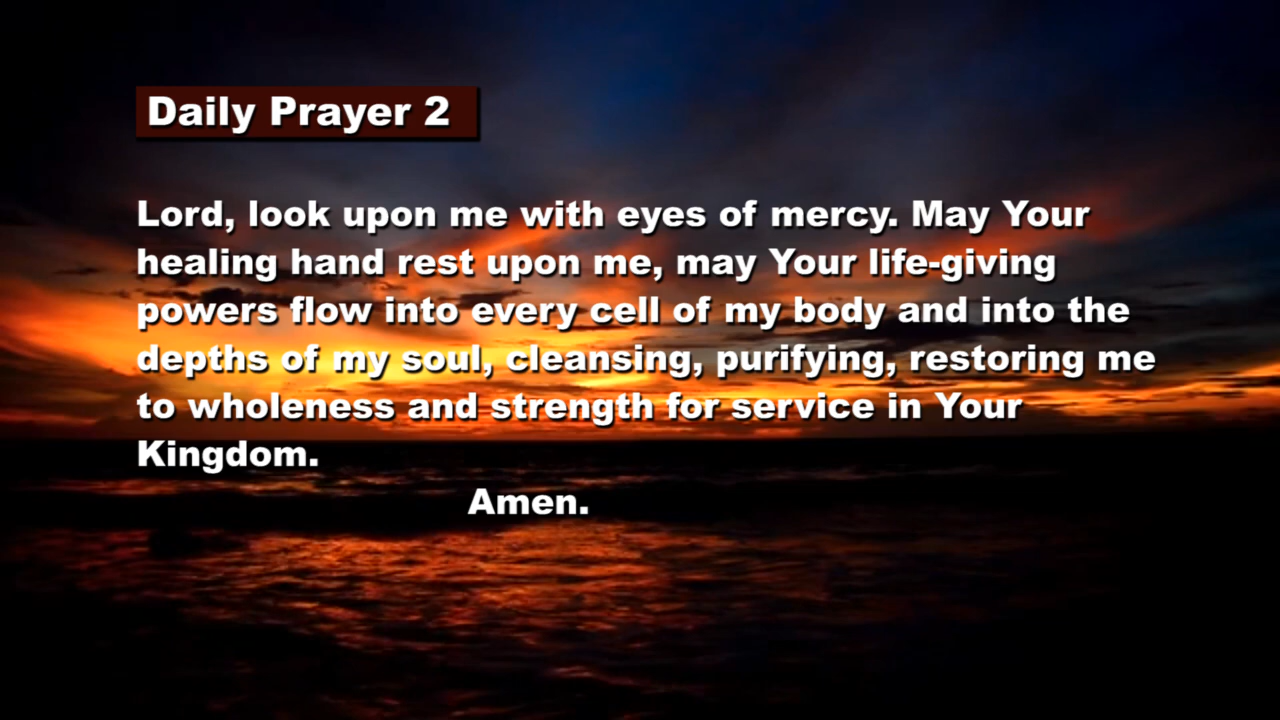 Daily Prayer 2
Lord, look upon me with eyes of mercy. May Your
healing hand rest upon me, may Your life-giving
powers flow into every cell of my body and into the
depths of my soul, cleansing, purifying, restoring me
to wholeness and strength for service in Your
Kingdom.
Amen.